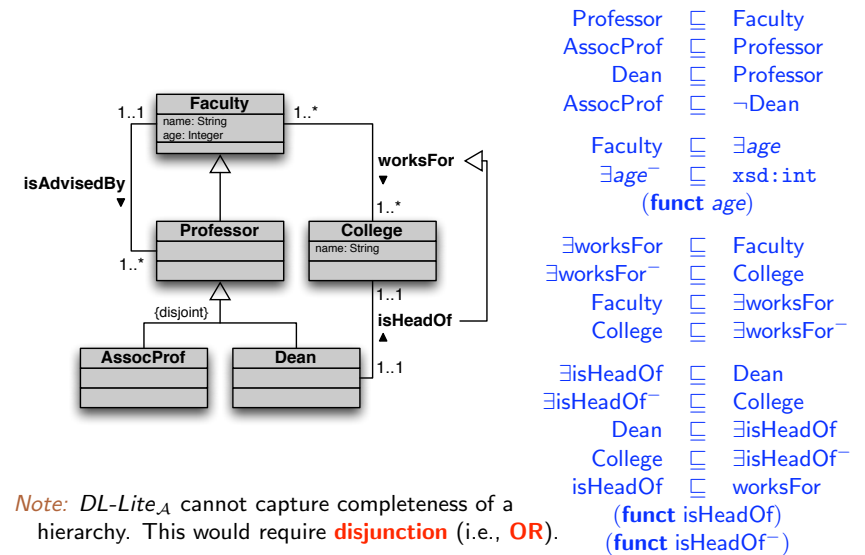 Faculty
name: String
age: Integer
1..1
1..*
isAdvisedBy
▼
worksFor
▼
1..*
1..*
Professor
College
name: String
{disjoint}
1..1
isHeadOf
▲
AssocProf
Dean
1..1
Note: DL-Lite_A cannot capture completeness of a
hierarchy. This would require disjunction (i.e., OR).
Professor ⊑ Faculty
AssocProf ⊑ Professor
Dean ⊑ Professor
AssocProf ⊑ ¬Dean
Faculty ⊑ ∃age
∃age⁻ ⊑ xsd:int
(funct age)
∃worksFor ⊑ Faculty
∃worksFor⁻ ⊑ College
Faculty ⊑ ∃worksFor
College ⊑ ∃worksFor⁻
∃isHeadOf ⊑ Dean
∃isHeadOf⁻ ⊑ College
Dean ⊑ ∃isHeadOf
College ⊑ ∃isHeadOf⁻
isHeadOf ⊑ worksFor
(funct isHeadOf)
(funct isHeadOf⁻)